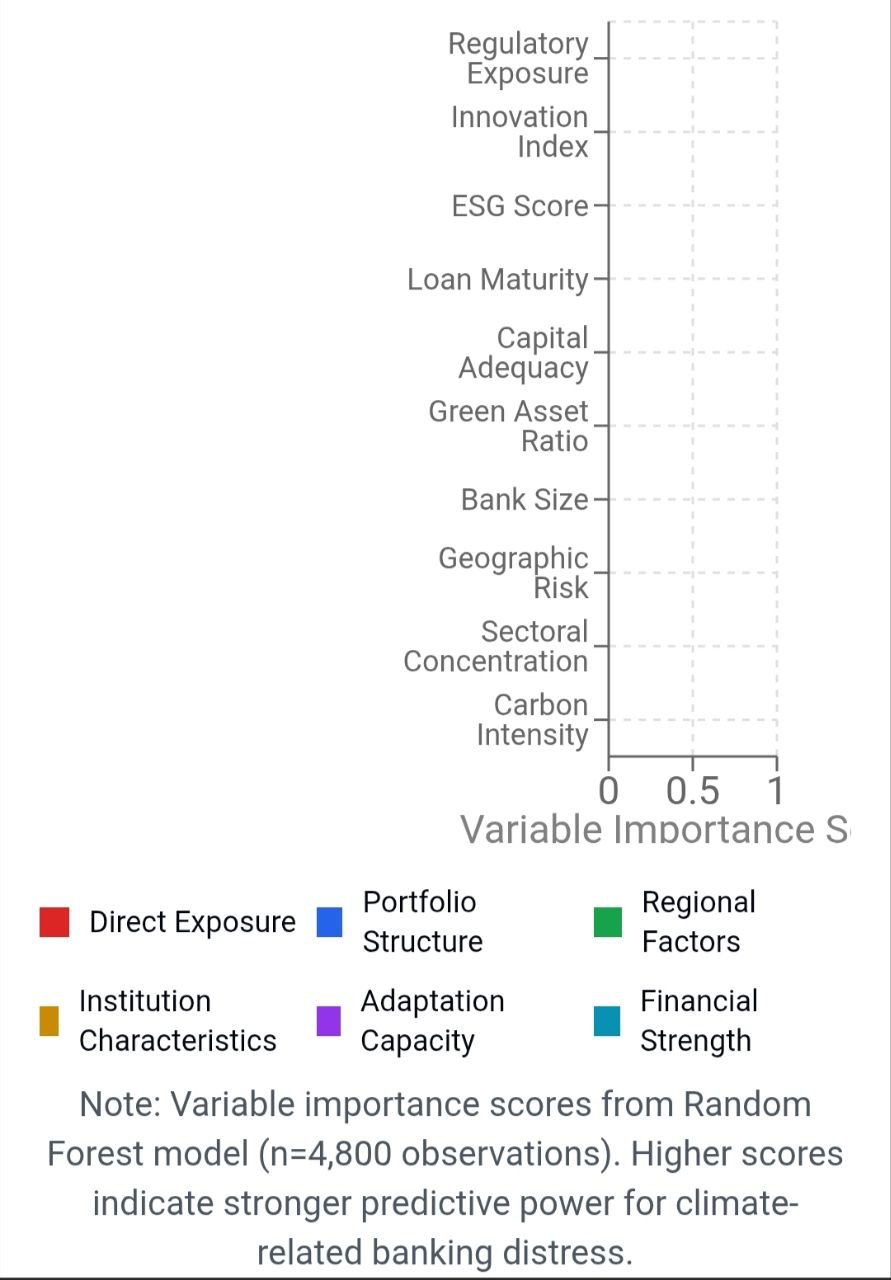 Regulatory
Exposure
Innovation
Index
ESG Score
Loan Maturity
Capital
Adequacy
Green Asset
Ratio
Bank Size
Geographic
Risk
Sectoral
Concentration
Carbon
Intensity
0 0.5 1
Variable Importance S
Direct Exposure
Portfolio
Structure
Regional
Factors
Institution
Characteristics
Adaptation
Capacity
Financial
Strength
Note: Variable importance scores from Random
Forest model (n=4,800 observations). Higher scores
indicate stronger predictive power for climate-
related banking distress.